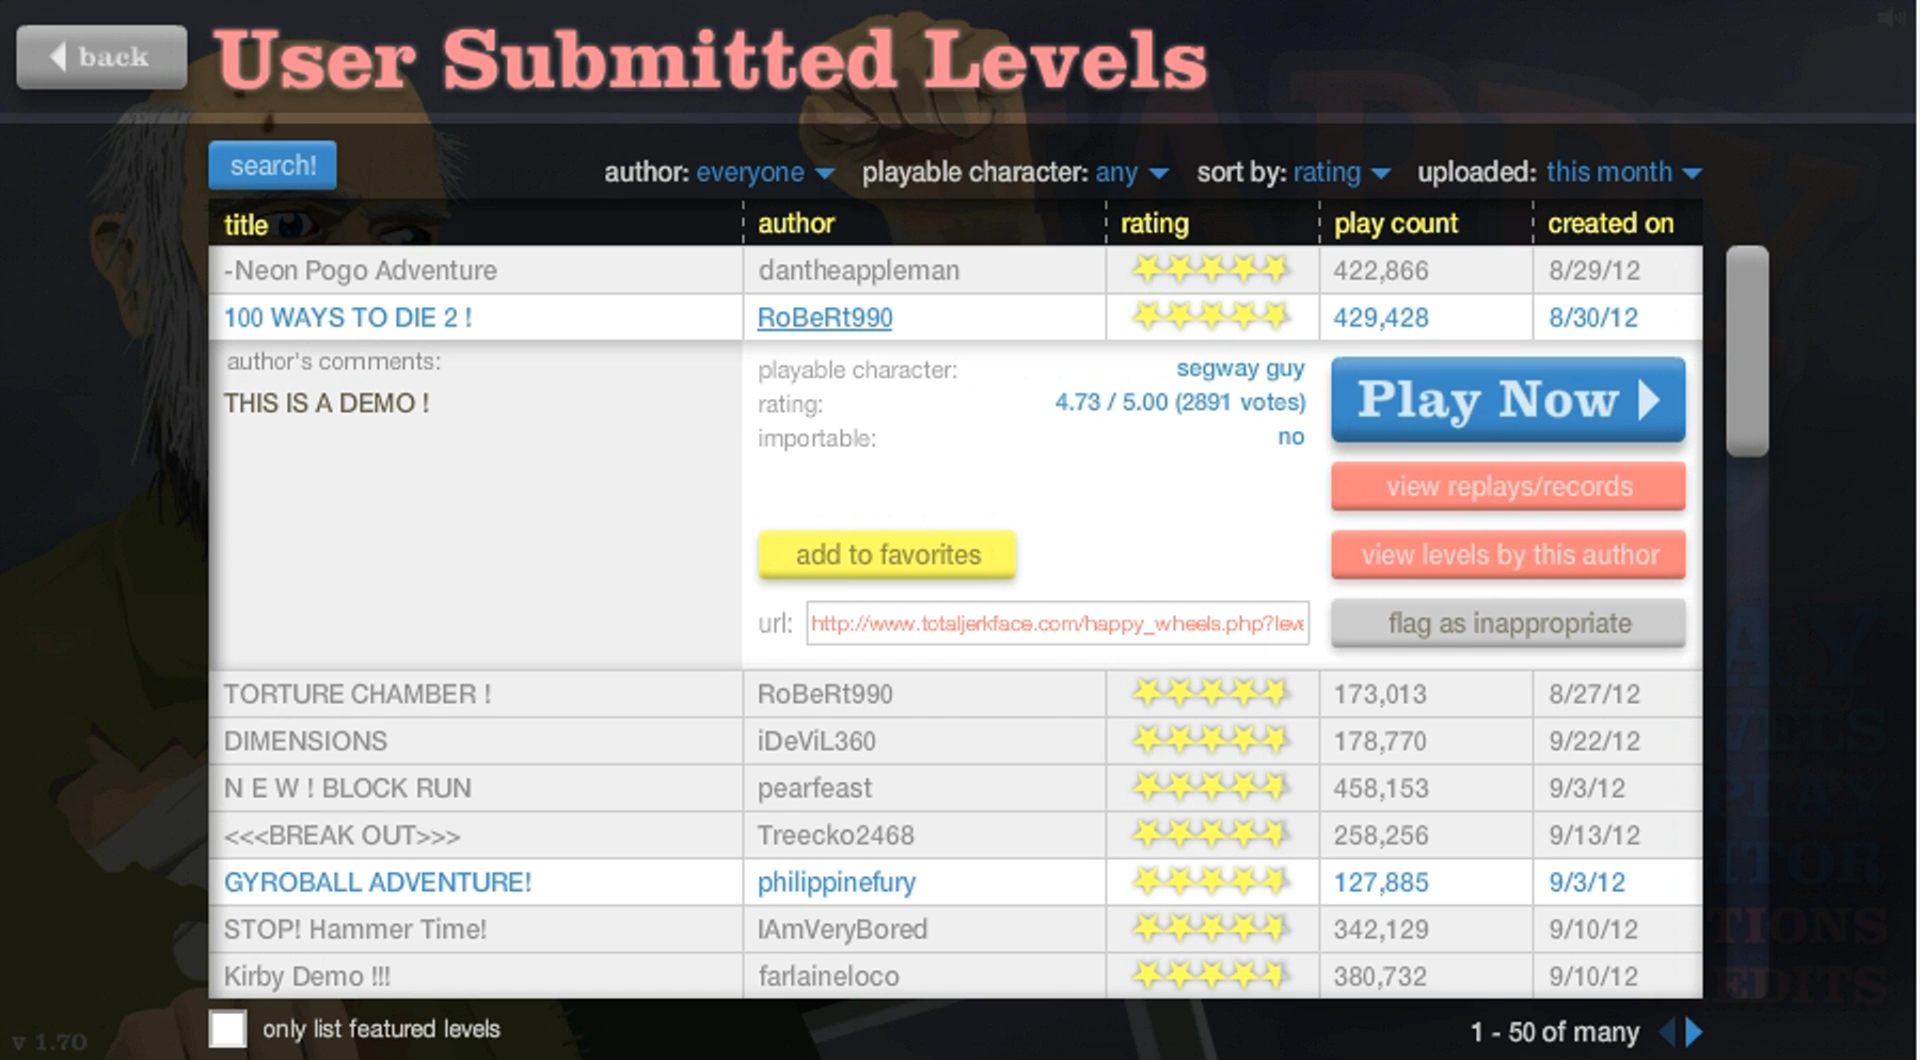 back
User Submitted Levels
search!
author: everyone playable character: any sort by: rating uploaded: this month
title author rating play count created on
-Neon Pogo Adventure dantheappleman 422,866 8/29/12
100 WAYS TO DIE 2 ! RoBeRt990 429,428 8/30/12
author's comments:
THIS IS A DEMO !
playable character: segway guy
rating: 4.73 / 5.00 (2891 votes)
importable: no
Play Now
view replays/records
add to favorites
view levels by this author
url: http://www.totaljerkface.com/happy_wheels.php?leve
flag as inappropriate
TORTURE CHAMBER ! RoBeRt990 173,013 8/27/12
DIMENSIONS iDeViL360 178,770 9/22/12
N E W ! BLOCK RUN pearfeast 458,153 9/3/12
<<<BREAK OUT>>> Treecko2468 258,256 9/13/12
GYROBALL ADVENTURE! philippinefury 127,885 9/3/12
STOP! Hammer Time! IAmVeryBored 342,129 9/10/12
Kirby Demo !!! farlaineloco 380,732 9/10/12
only list featured levels
1 - 50 of many
v 1.70